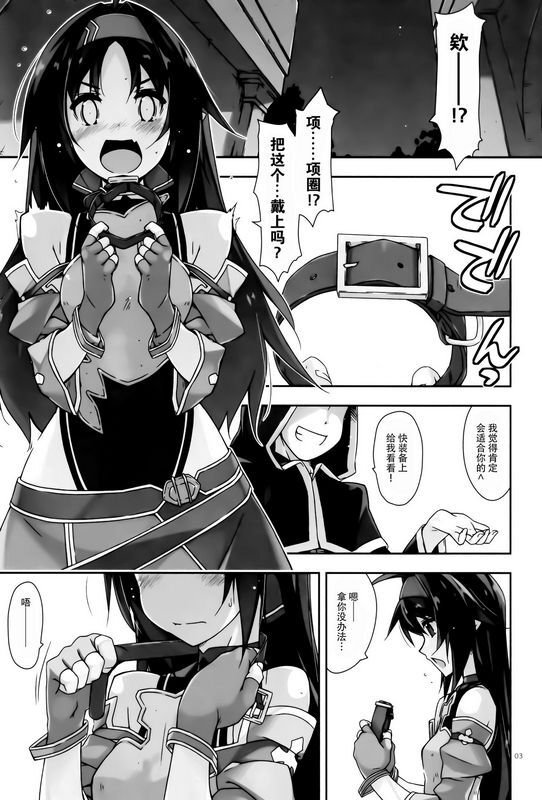 欸——!?
项……项圈!?
把这个…戴上吗?
でででんっ
我觉得肯定
会适合你的^
快装备上
给我看看!
嗯——
拿你没办法…
唔——
03